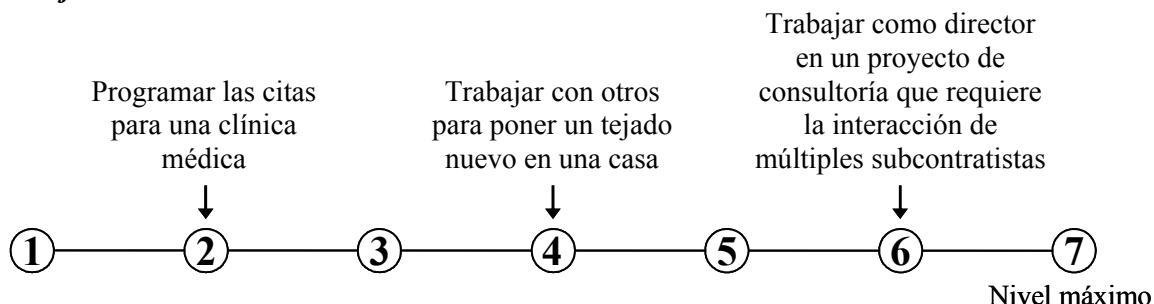 Trabajar como director
en un proyecto de
consultoría que requiere
la interacción de
múltiples subcontratistas
Programar las citas
para una clínica
médica
Trabajar con otros
para poner un tejado
nuevo en una casa
1 2 3 4 5 6 7
Nivel máximo